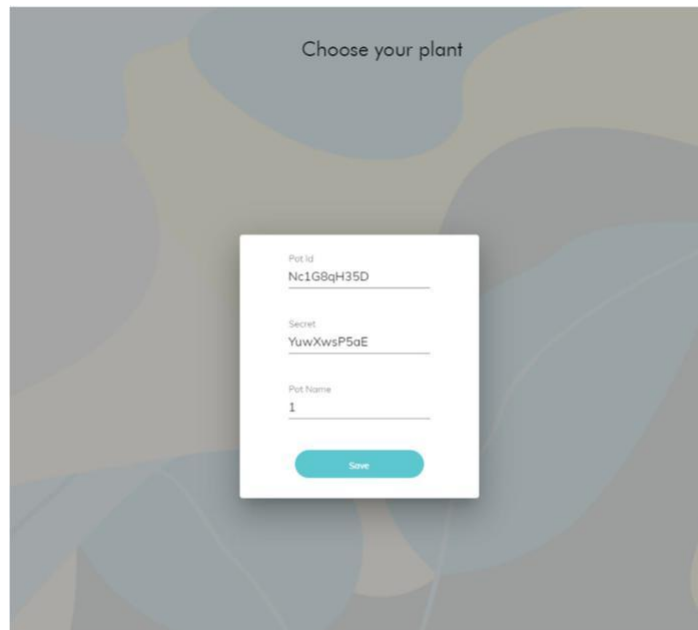 Choose your plant
Pot Id
Nc1G8qH35D
Secret
YuwXwsP5aE
Pot Name
1
Save